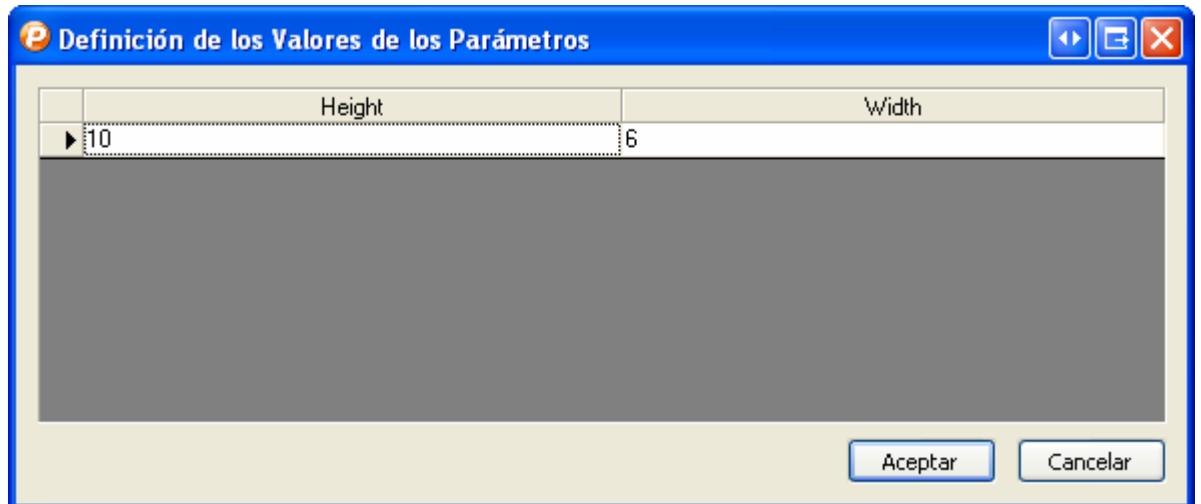 Definición de los Valores de los Parámetros
Height Width
10 6
Aceptar Cancelar